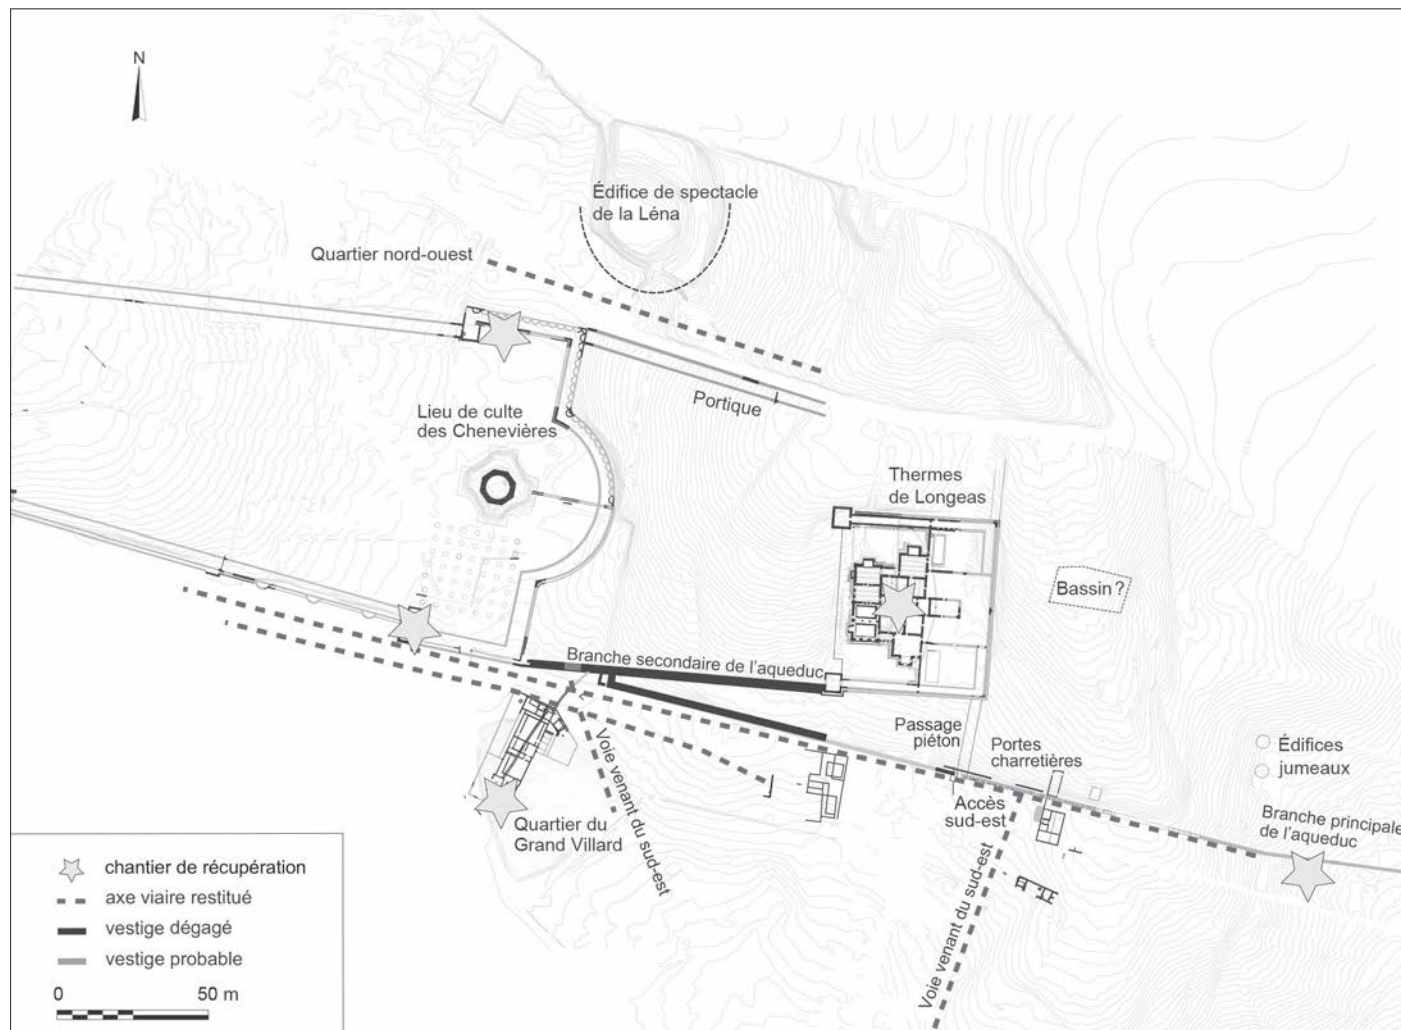 N
Édifice de spectacle
de la Léna
Quartier nord-ouest
Portique
Lieu de culte
des Chenevières
Thermes
de Longeas
Bassin ?
Branche secondaire de l'aqueduc
Passage
piéton
Portes
charretières
Édifices
jumeaux
Voie venant du sud-est
Accès
sud-est
Branche principale
de l'aqueduc
Quartier du
Grand Villard
Voie venant du sud-est
chantier de récupération
axe viaire restitué
vestige dégagé
vestige probable
0 50 m